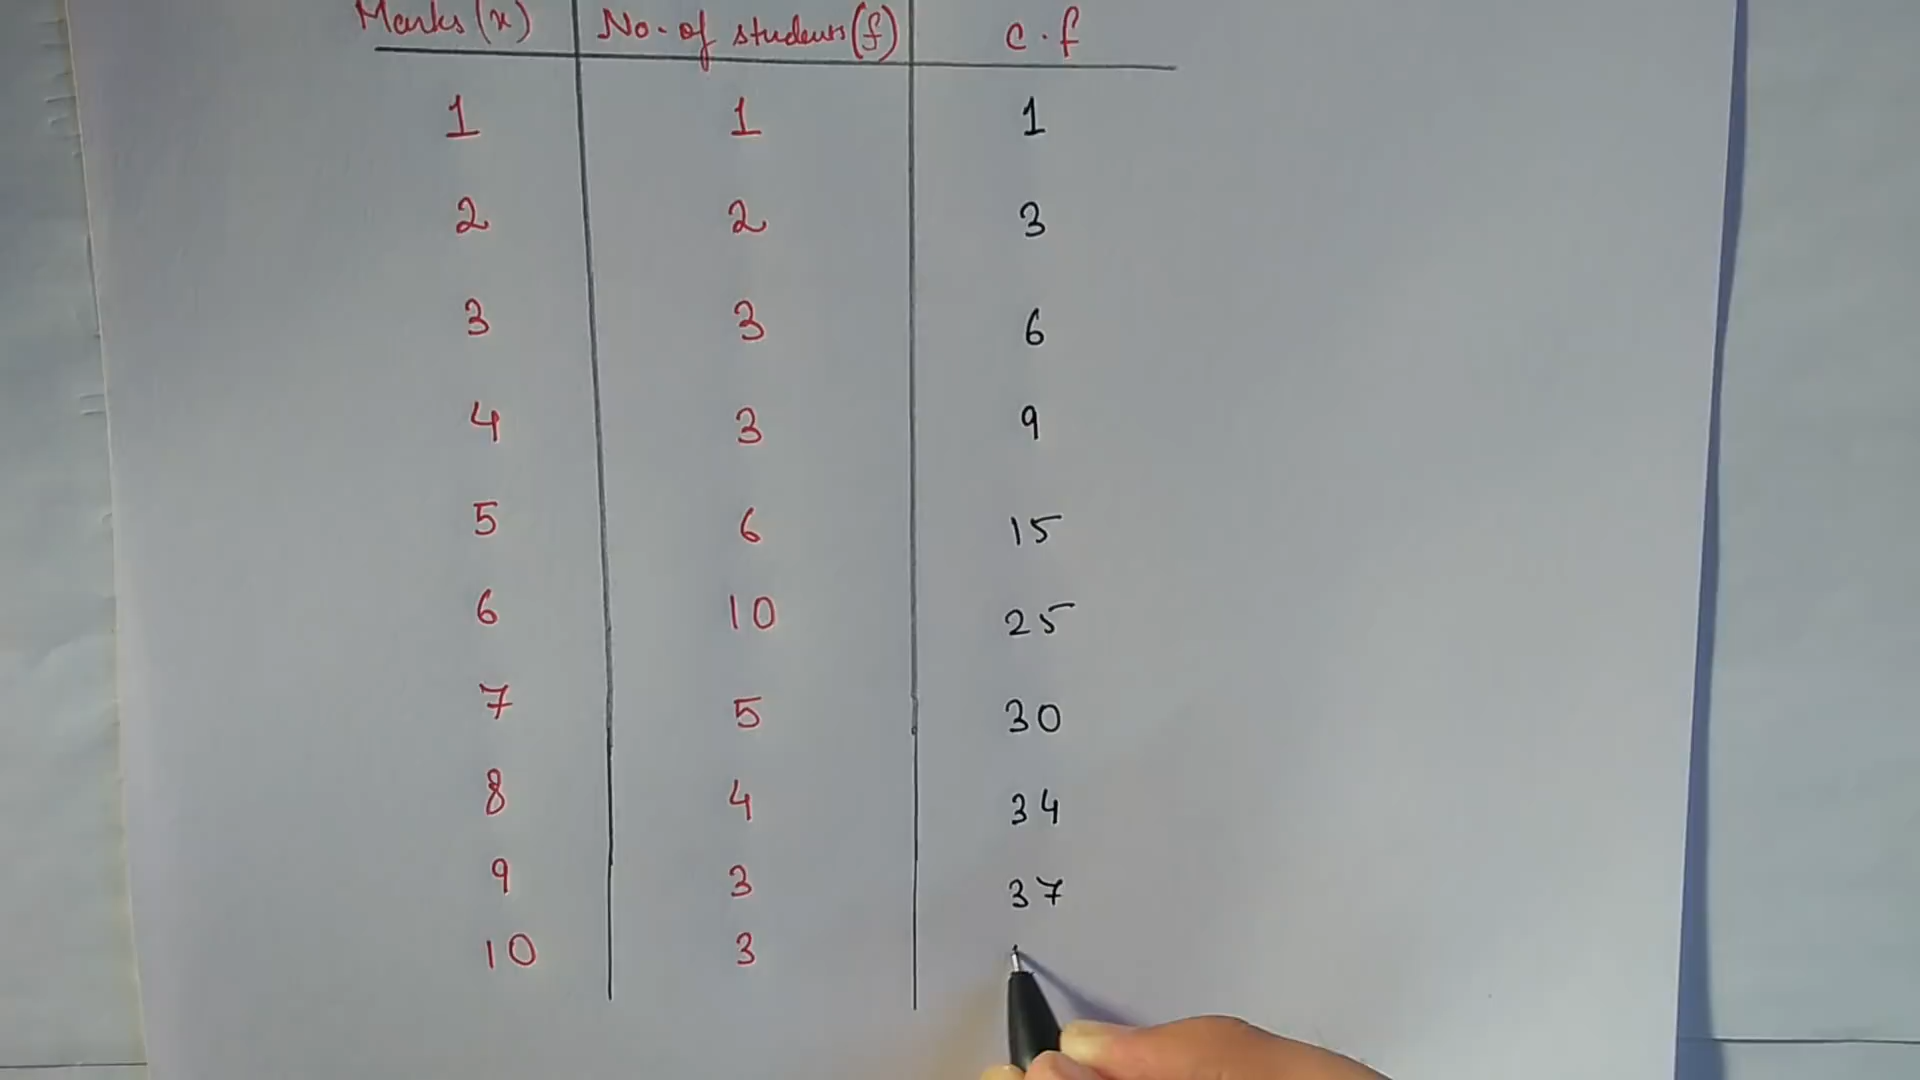 Marks (x) No. of students (f) c.f
1 1 1
2 2 3
3 3 6
4 3 9
5 6 15
6 10 25
7 5 30
8 4 34
9 3 37
10 3